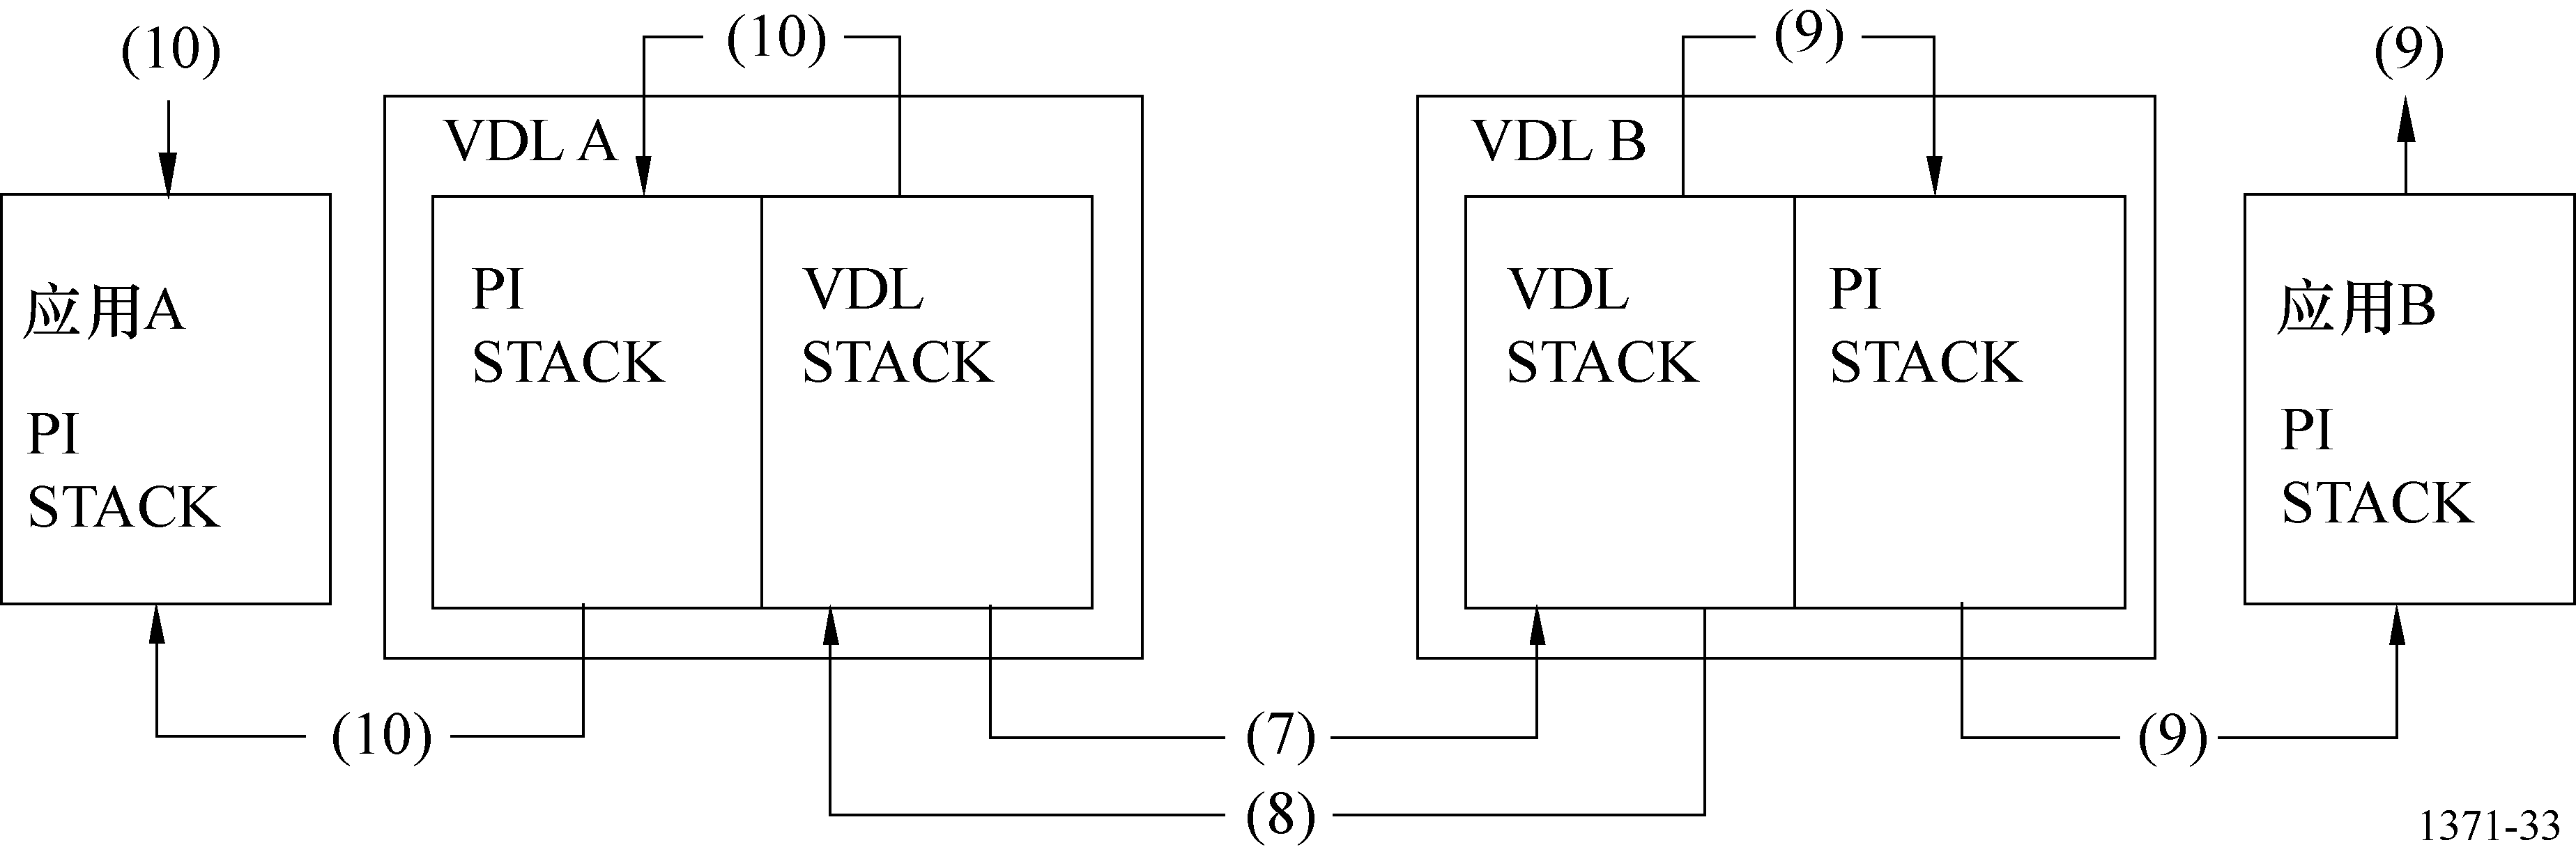 (10)
(10)
(9)
(9)
VDL A
VDL B
应用A
PI
STACK
PI
STACK
VDL
STACK
VDL
STACK
PI
STACK
应用B
PI
STACK
(10)
(7)
(9)
(8)
1371-33